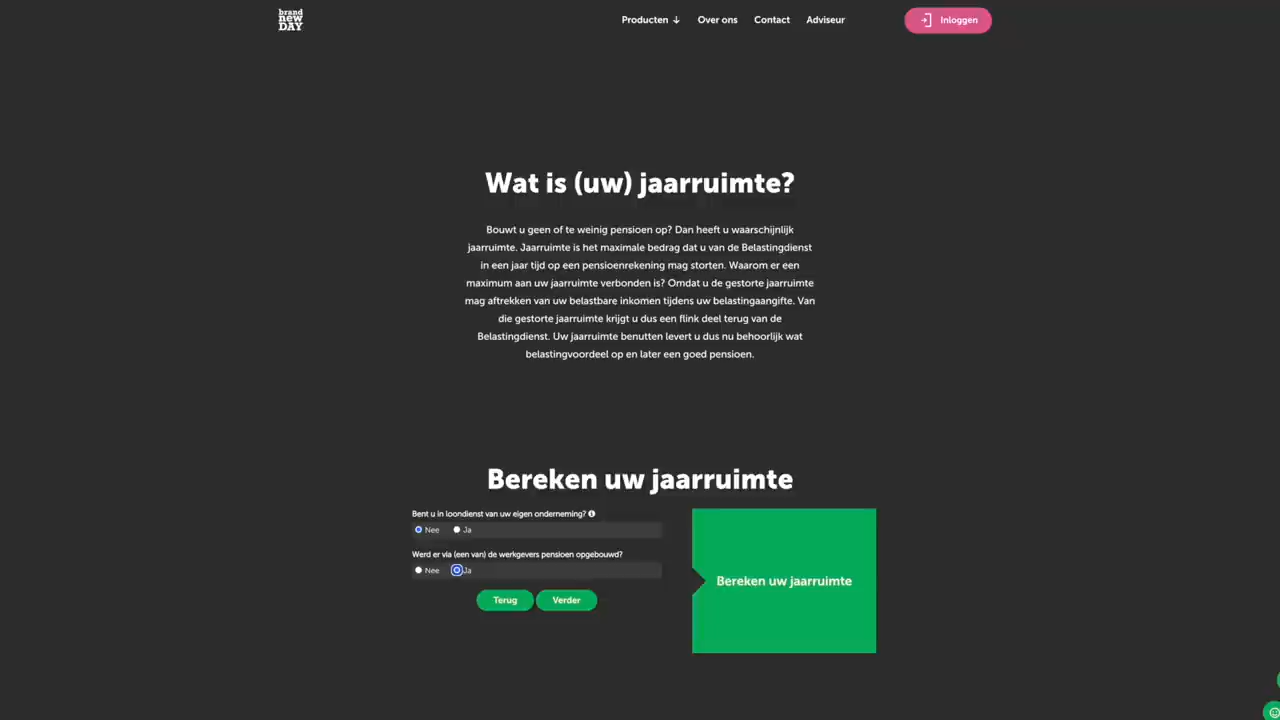 brand
new
DAY
Producten ↓ Over ons Contact Adviseur Inloggen
Wat is (uw) jaarruimte?
Bouwt u geen of te weinig pensioen op? Dan heeft u waarschijnlijk
jaarruimte. Jaarruimte is het maximale bedrag dat u van de Belastingdienst
in een jaar tijd op een pensioenrekening mag storten. Waarom er een
maximum aan uw jaarruimte verbonden is? Omdat u de gestorte jaarruimte
mag aftrekken van uw belastbare inkomen tijdens uw belastingaangifte. Van
die gestorte jaarruimte krijgt u dus een flink deel terug van de
Belastingdienst. Uw jaarruimte benutten levert u dus nu behoorlijk wat
belastingvoordeel op en later een goed pensioen.
Bereken uw jaarruimte
Bent u in loondienst van uw eigen onderneming?
Nee Ja
Werd er via (een van) de werkgevers pensioen opgebouwd?
Nee Ja
Terug Verder
Bereken uw jaarruimte